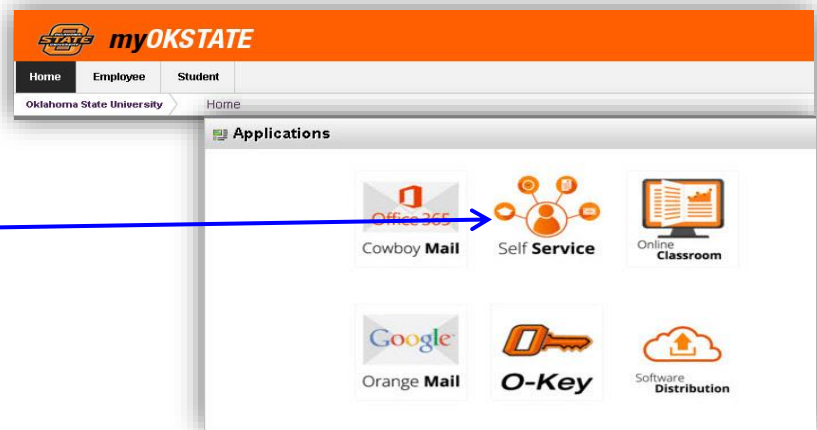 STATE myOKSTATE
Home Employee Student
Oklahoma State University Home
Applications
Office 365
Cowboy Mail
Self Service
Online
Classroom
Google
Orange Mail
O-Key
Software
Distribution